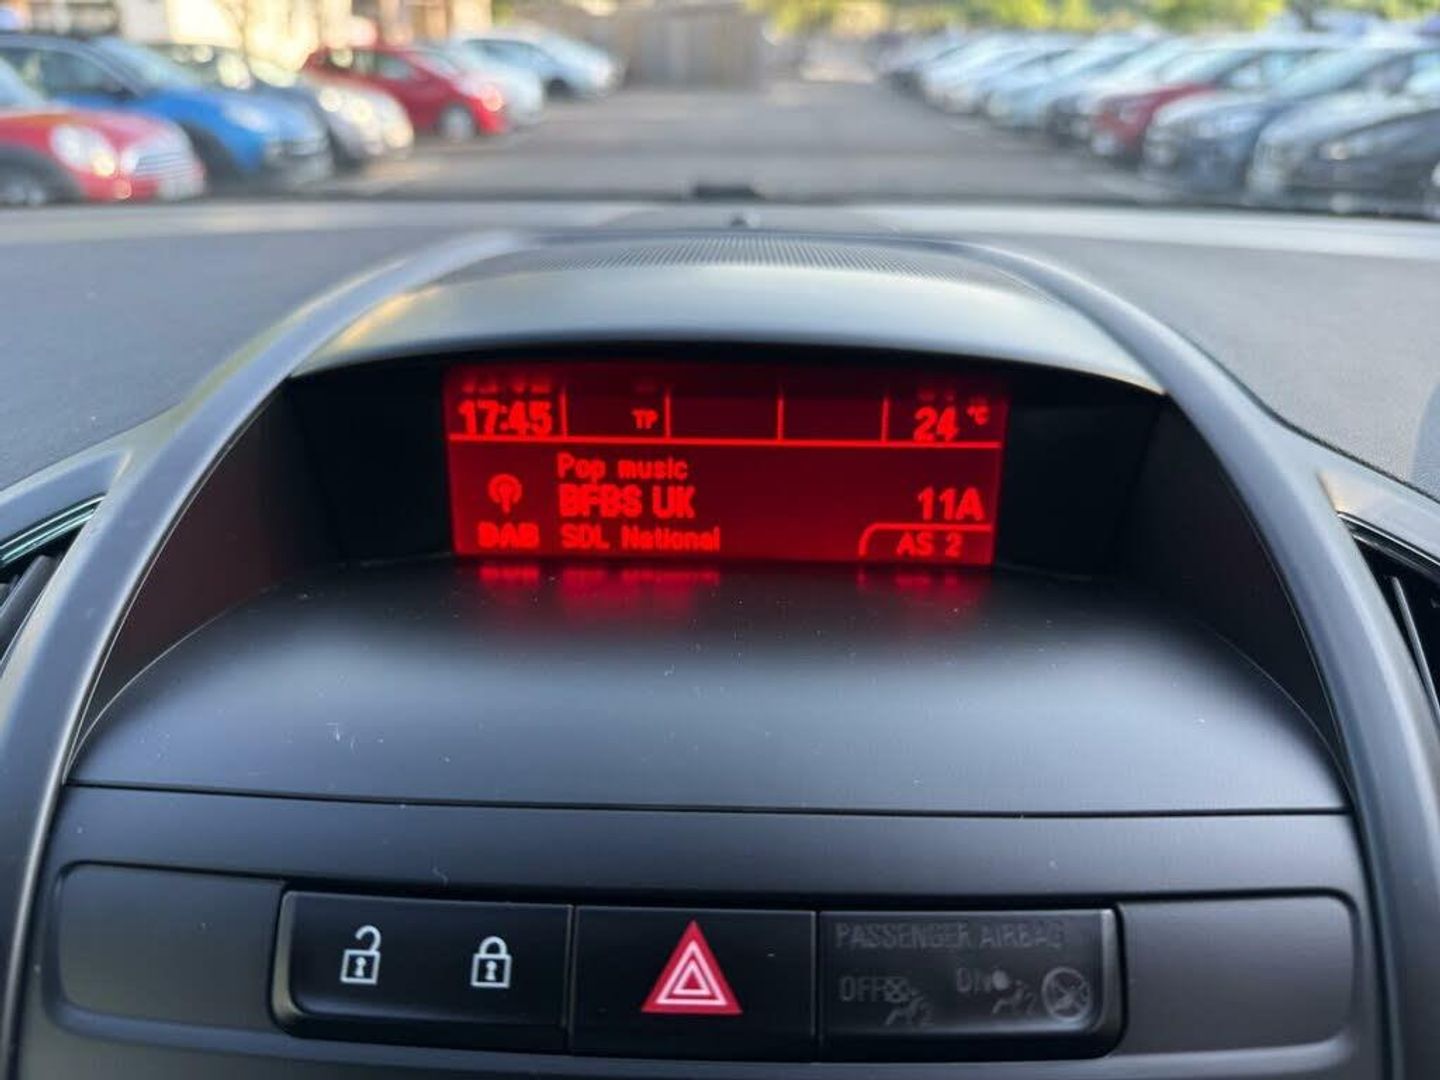 17:45 TP 24 °C
Pop music
BFBS UK 11A
DAB SDL National AS 2
PASSENGER AIRBAG
OFF ON